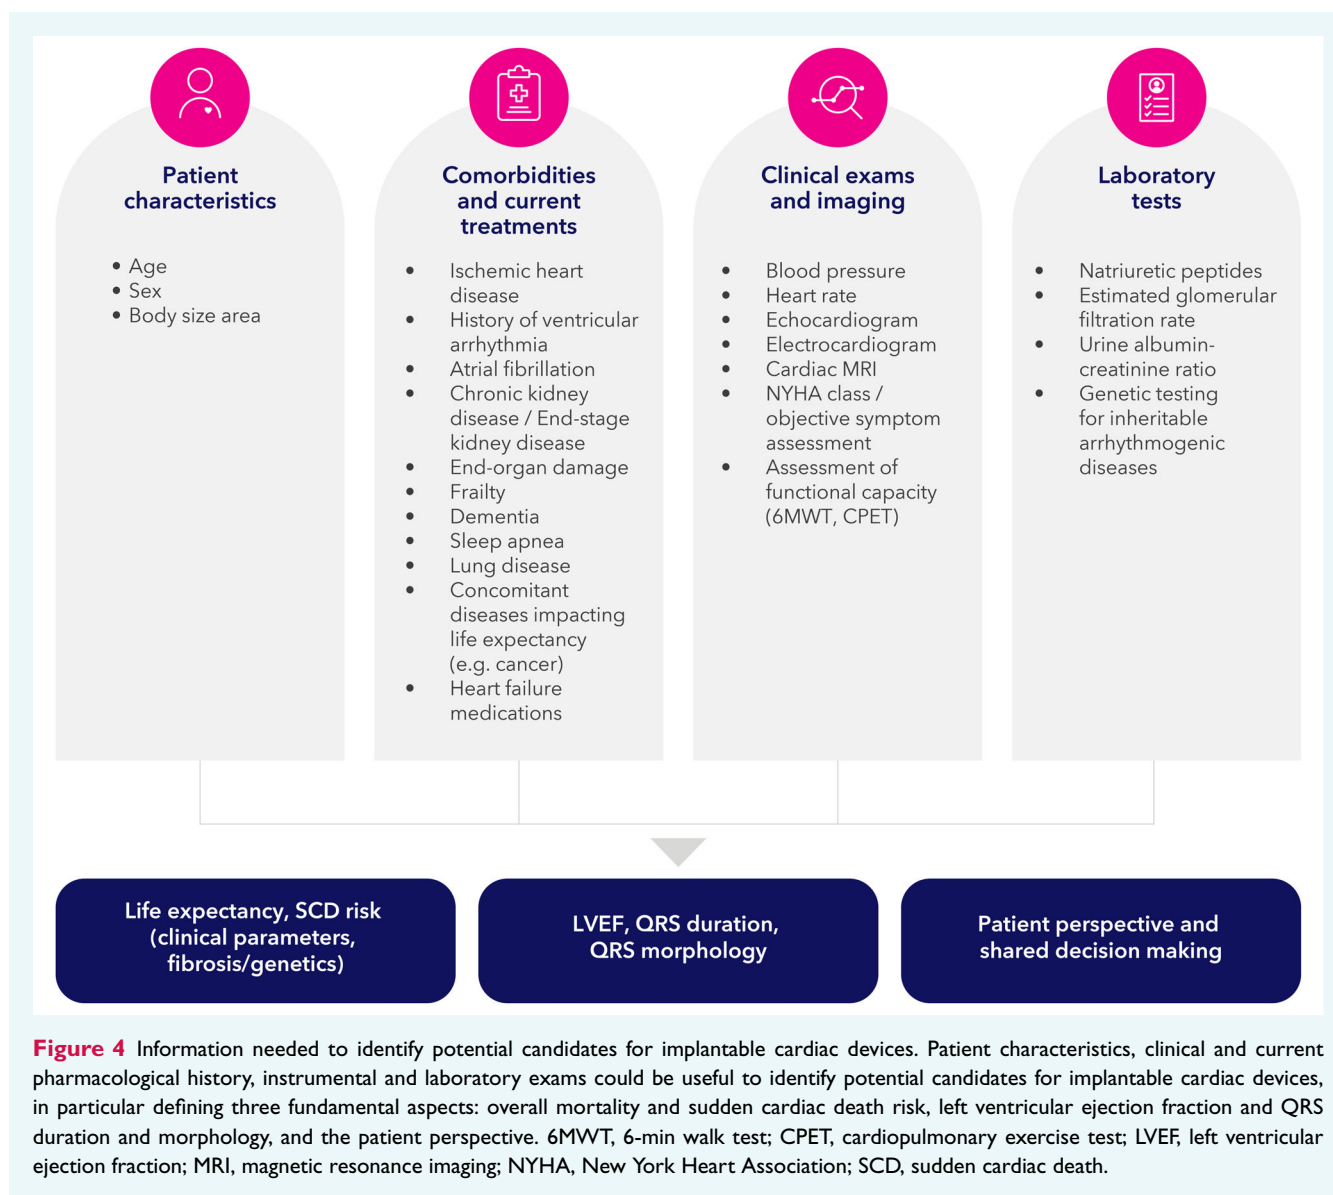 Patient
characteristics
• Age
• Sex
• Body size area
Comorbidities
and current
treatments
• Ischemic heart
disease
• History of ventricular
arrhythmia
• Atrial fibrillation
• Chronic kidney
disease / End-stage
kidney disease
• End-organ damage
• Frailty
• Dementia
• Sleep apnea
• Lung disease
• Concomitant
diseases impacting
life expectancy
(e.g. cancer)
• Heart failure
medications
Clinical exams
and imaging
• Blood pressure
• Heart rate
• Echocardiogram
• Electrocardiogram
• Cardiac MRI
• NYHA class /
objective symptom
assessment
• Assessment of
functional capacity
(6MWT, CPET)
Laboratory
tests
• Natriuretic peptides
• Estimated glomerular
filtration rate
• Urine albumin-
creatinine ratio
• Genetic testing
for inheritable
arrhythmogenic
diseases
Life expectancy, SCD risk
(clinical parameters,
fibrosis/genetics)
LVEF, QRS duration,
QRS morphology
Patient perspective and
shared decision making
Figure 4 Information needed to identify potential candidates for implantable cardiac devices. Patient characteristics, clinical and current
pharmacological history, instrumental and laboratory exams could be useful to identify potential candidates for implantable cardiac devices,
in particular defining three fundamental aspects: overall mortality and sudden cardiac death risk, left ventricular ejection fraction and QRS
duration and morphology, and the patient perspective. 6MWT, 6-min walk test; CPET, cardiopulmonary exercise test; LVEF, left ventricular
ejection fraction; MRI, magnetic resonance imaging; NYHA, New York Heart Association; SCD, sudden cardiac death.